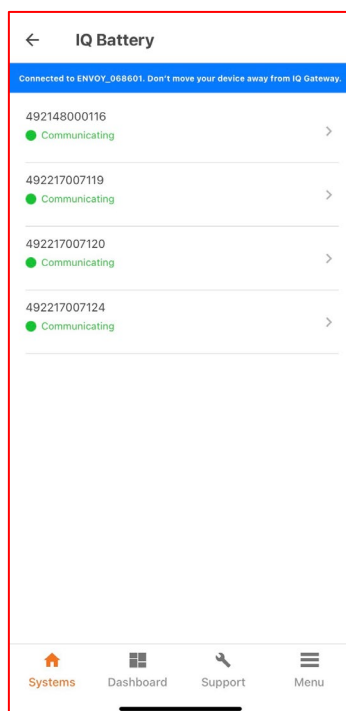 IQ Battery
Connected to ENVOY_068601. Don't move your device away from IQ Gateway.
492148000116
Communicating
492217007119
Communicating
492217007120
Communicating
492217007124
Communicating
Systems Dashboard Support Menu